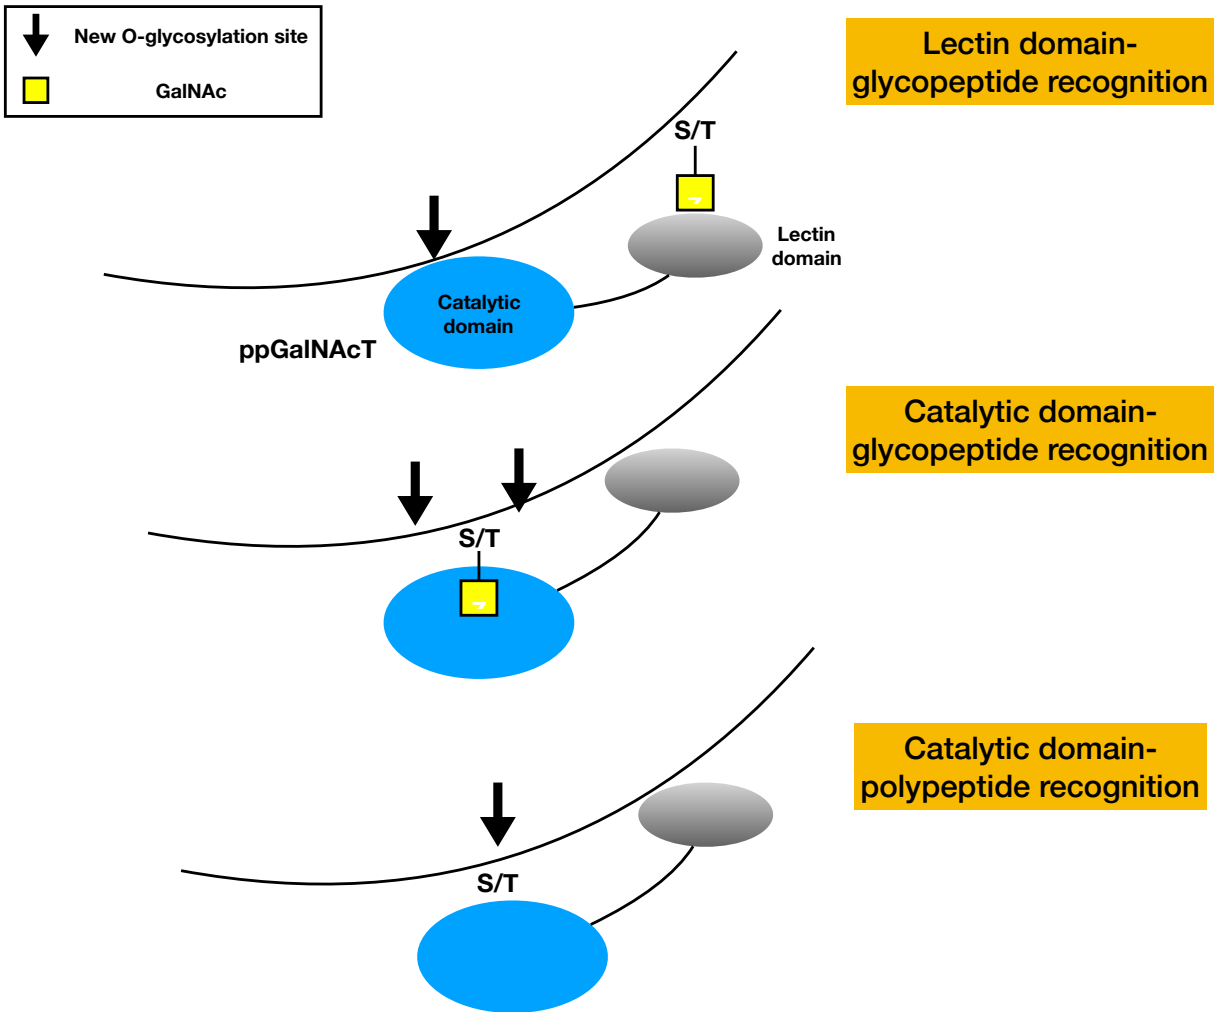 New O-glycosylation site
GalNAc
Lectin domain-
glycopeptide recognition
S/T
Lectin
domain
Catalytic
domain
ppGalNAcT
Catalytic domain-
glycopeptide recognition
S/T
Catalytic domain-
polypeptide recognition
S/T